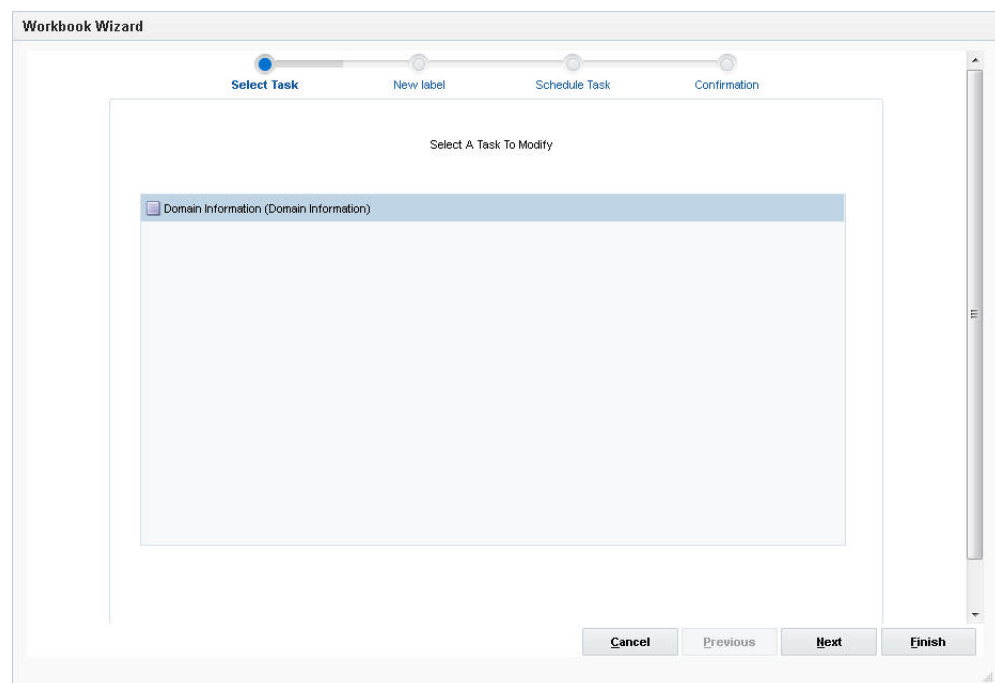 Workbook Wizard
Select Task New label Schedule Task Confirmation
Select A Task To Modify
Domain Information (Domain Information)
Cancel Previous Next Finish